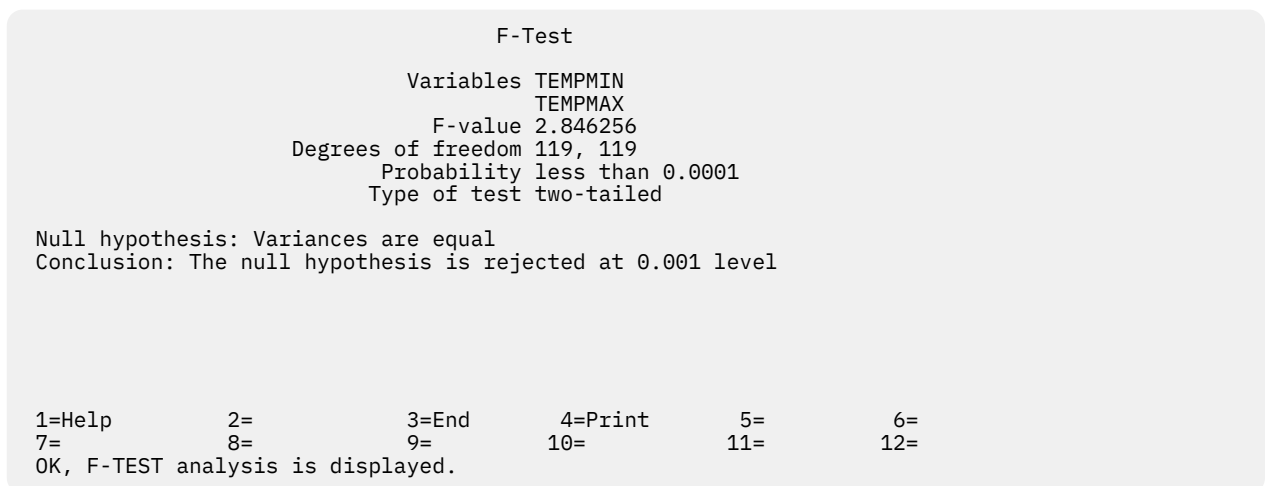 F-Test
Variables TEMPMIN
TEMPMAX
F-value 2.846256
Degrees of freedom 119, 119
Probability less than 0.0001
Type of test two-tailed
Null hypothesis: Variances are equal
Conclusion: The null hypothesis is rejected at 0.001 level
1=Help 2= 3=End 4=Print 5= 6=
7= 8= 9= 10= 11= 12=
OK, F-TEST analysis is displayed.